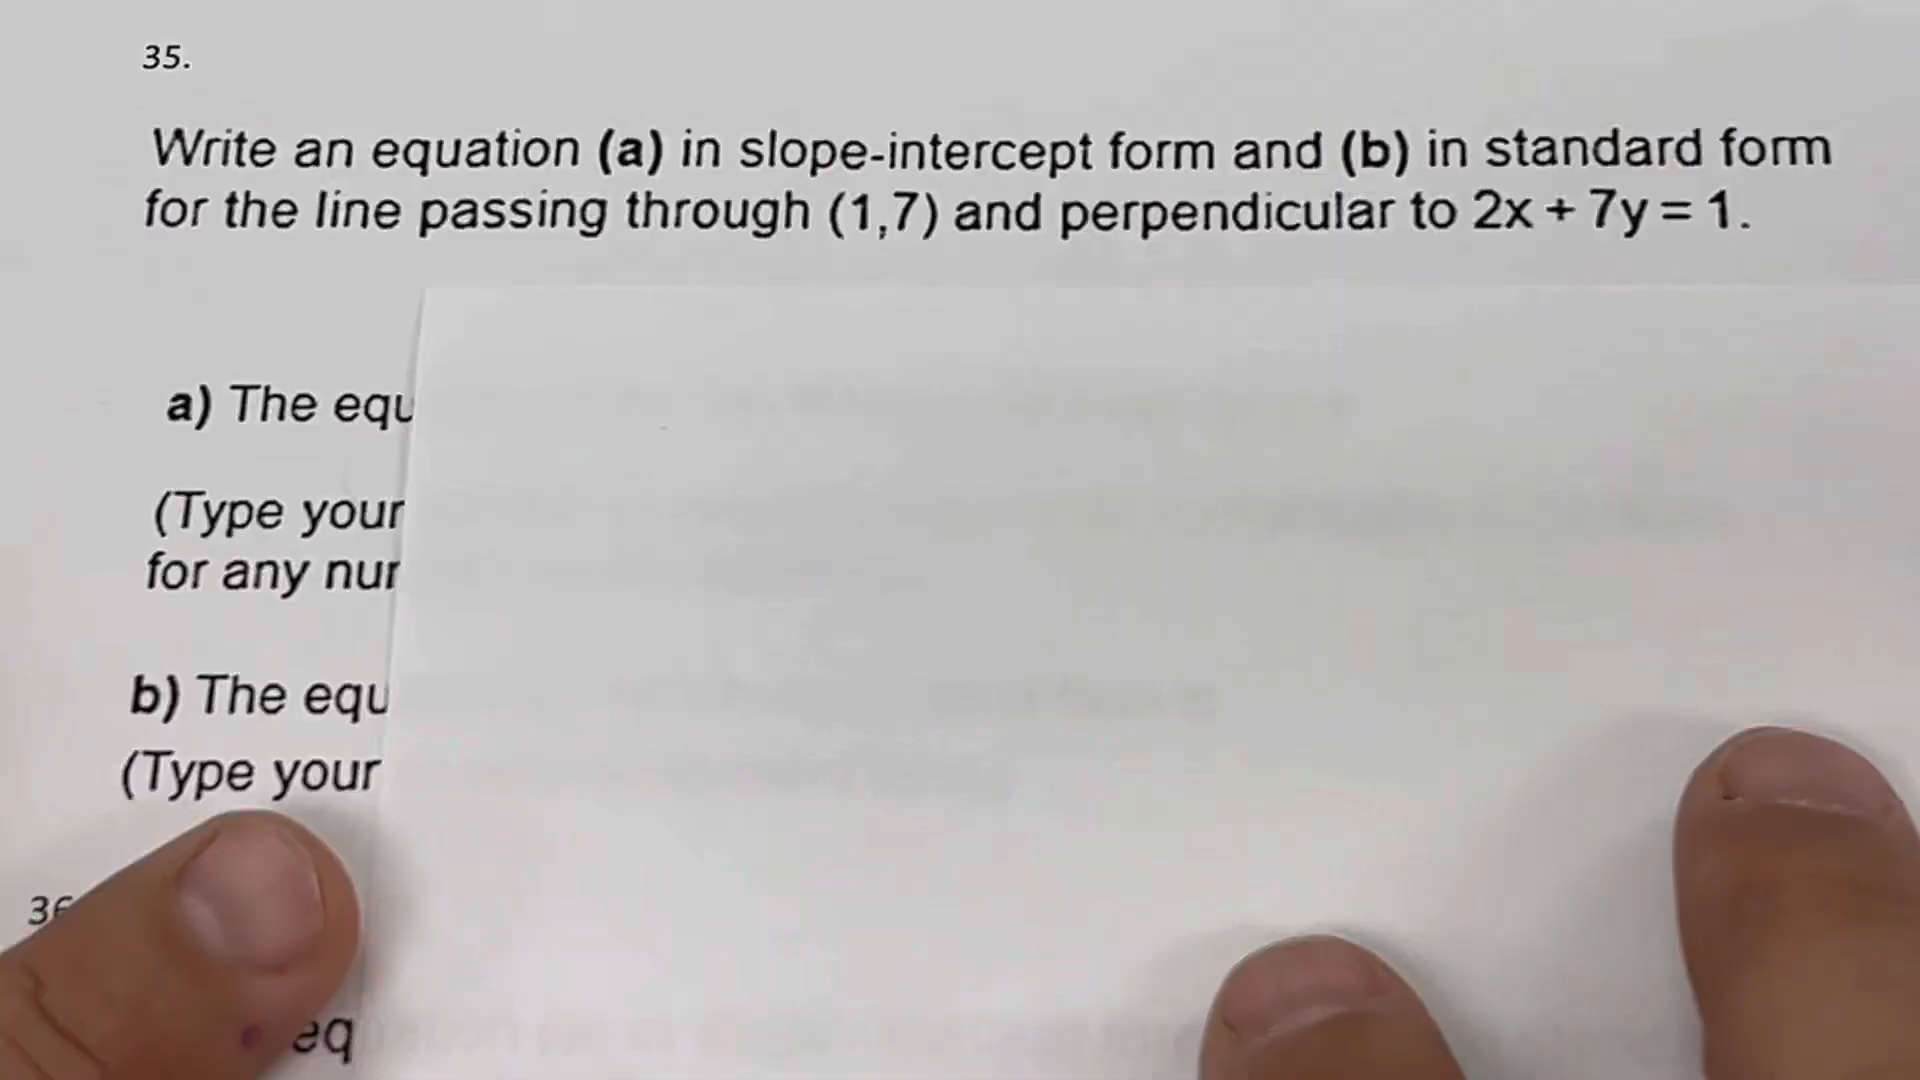 35.
Write an equation (a) in slope-intercept form and (b) in standard form
for the line passing through (1,7) and perpendicular to 2x + 7y = 1.
a) The equ
(Type your
for any nur
b) The equ
(Type your
36
eq